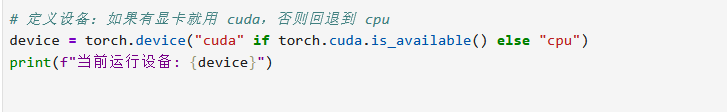 # 定义设备：如果有显卡就用 cuda，否则回退到 cpu
device = torch.device("cuda" if torch.cuda.is_available() else "cpu")
print(f"当前运行设备: {device}")